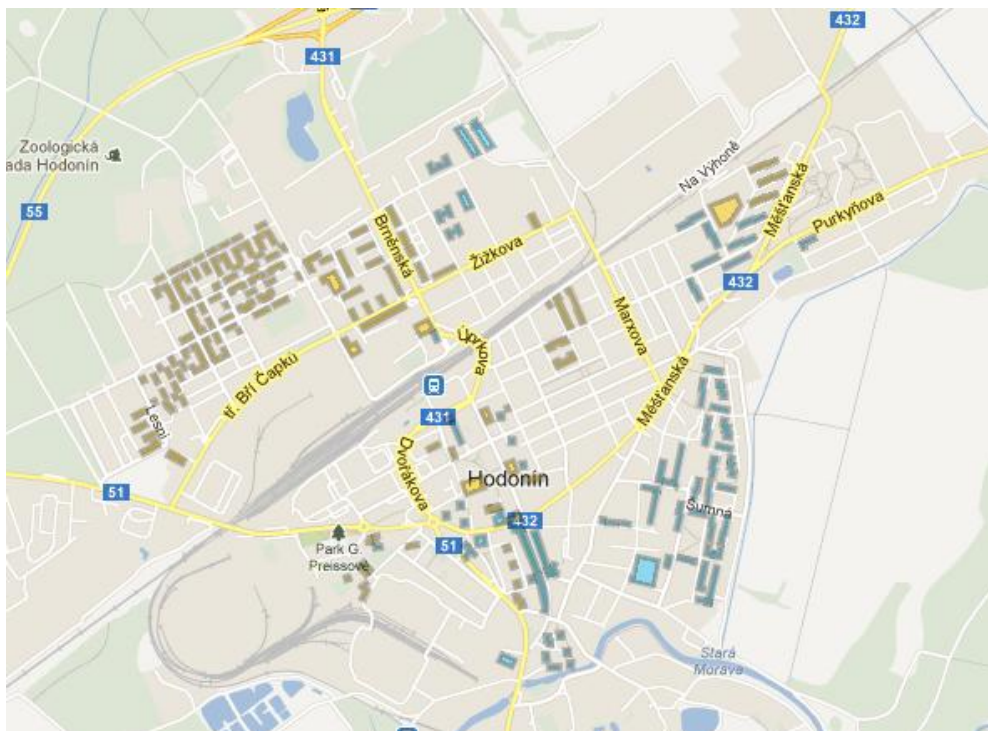 432
431
Zoologická
ada Hodonín
Na Výhoně
55
Měšťanská
Purkyňova
Brněnská
Žižkova
432
Marxova
Úprkova
tř. Bří Čapků
Měšťanská
431
Lesní
Dvořákova
Hodonín
51
Šumná
432
51
Park G.
Preissové
Stará
Morava